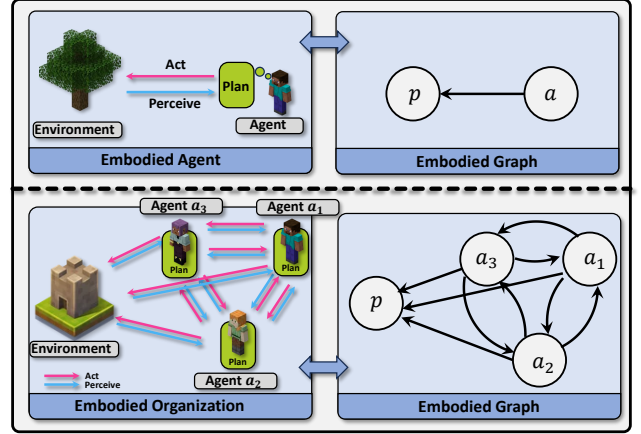 Act
Plan
Perceive
Environment
Agent
Embodied Agent
p
a
Embodied Graph
Agent a3
Agent a1
Plan
Plan
Environment
Plan
Agent a2
Act
Perceive
Embodied Organization
a3
a1
p
a2
Embodied Graph